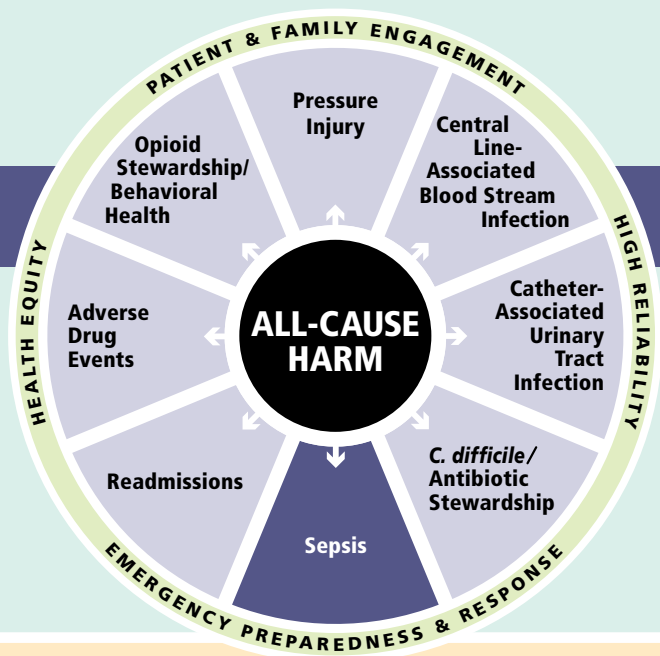 PATIENT & FAMILY ENGAGEMENT
HIGH RELIABILITY
EMERGENCY PREPAREDNESS & RESPONSE
HEALTH EQUITY
Pressure
Injury
Central
Line-
Associated
Blood Stream
Infection
Catheter-
Associated
Urinary
Tract
Infection
C. difficile/
Antibiotic
Stewardship
Sepsis
Readmissions
Adverse
Drug
Events
Opioid
Stewardship/
Behavioral
Health
ALL-CAUSE
HARM